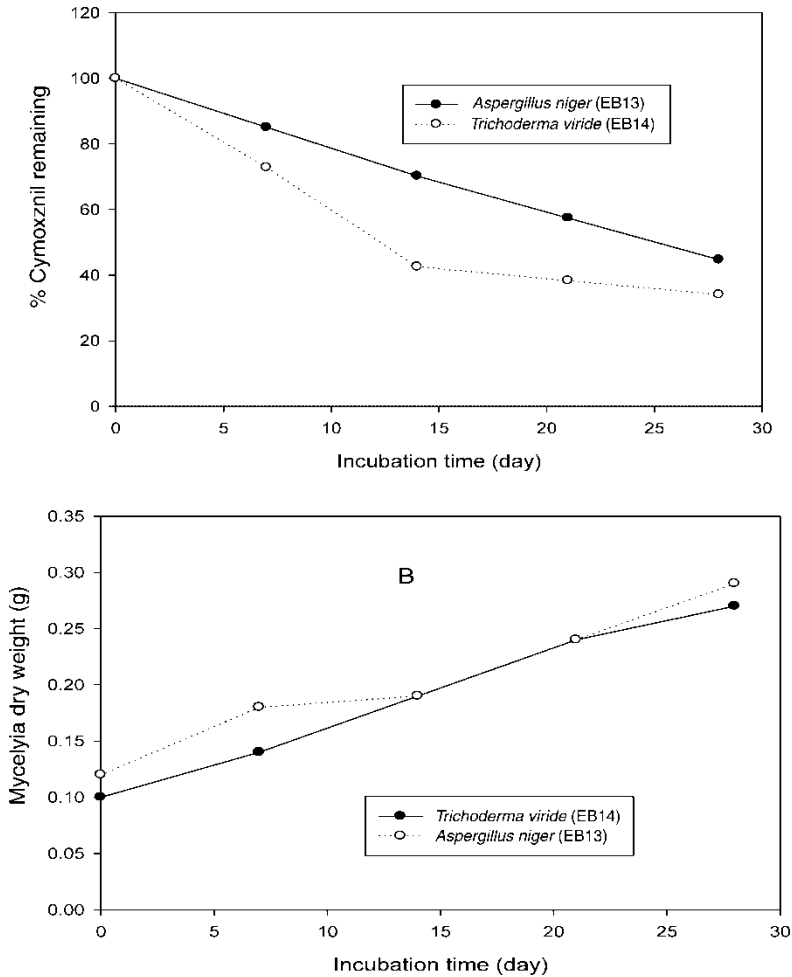 120
100
80
60
40
20
0
% Cymoxznil remaining
Aspergillus niger (EB13)
Trichoderma viride (EB14)
0 5 10 15 20 25 30
Incubation time (day)
0.35
0.30
0.25
0.20
0.15
0.10
0.05
0.00
Mycelyia dry weight (g)
B
Trichoderma viride (EB14)
Aspergillus niger (EB13)
0 5 10 15 20 25 30
Incubation time (day)